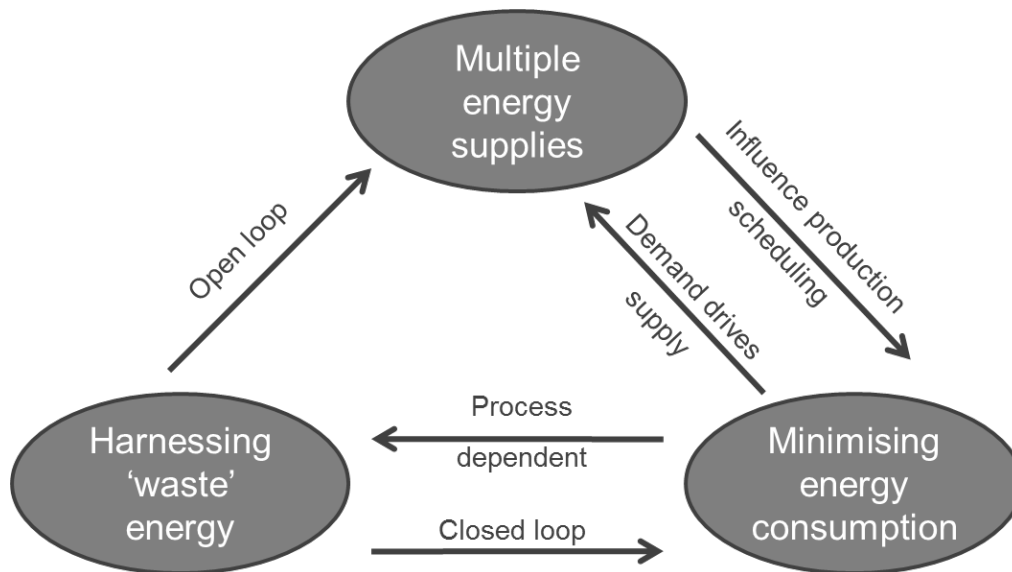 Multiple
energy
supplies
Open loop
Influence production
scheduling
Demand drives
supply
Process
dependent
Harnessing
‘waste’
energy
Minimising
energy
consumption
Closed loop